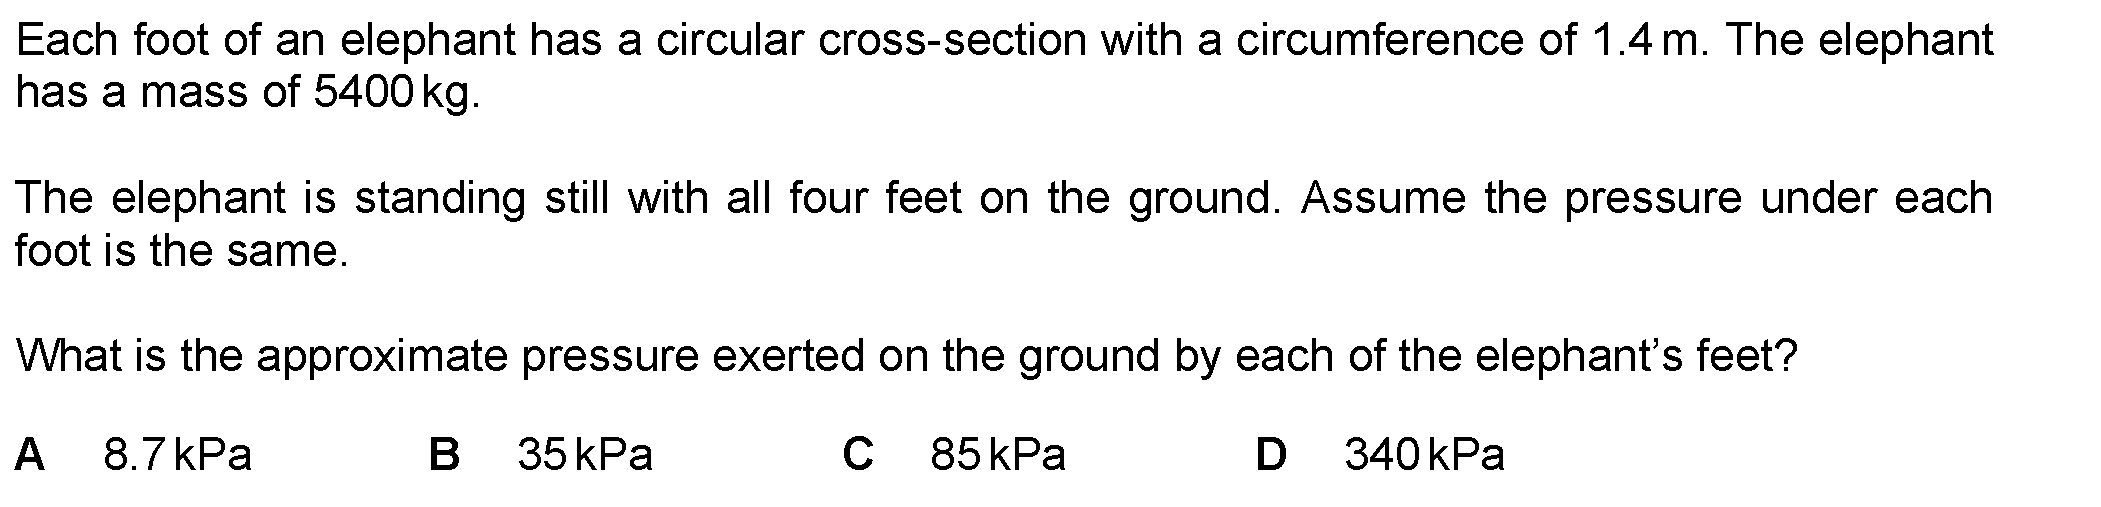 Each foot of an elephant has a circular cross-section with a circumference of 1.4 m. The elephant
has a mass of 5400 kg.
The elephant is standing still with all four feet on the ground. Assume the pressure under each
foot is the same.
What is the approximate pressure exerted on the ground by each of the elephant’s feet?
A 8.7 kPa B 35 kPa C 85 kPa D 340 kPa